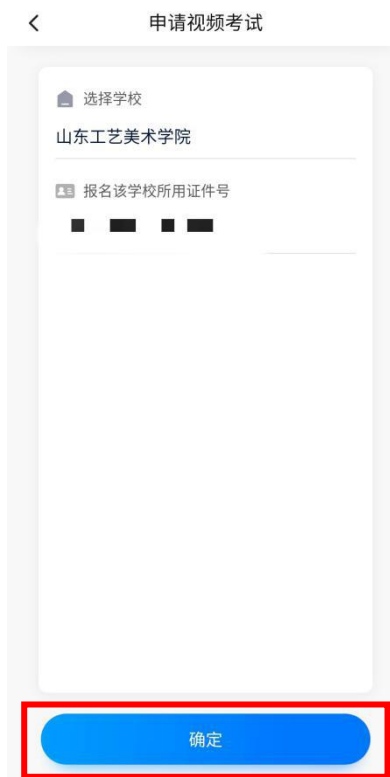 申请视频考试
选择学校
山东工艺美术学院
报名该学校所用证件号
确定